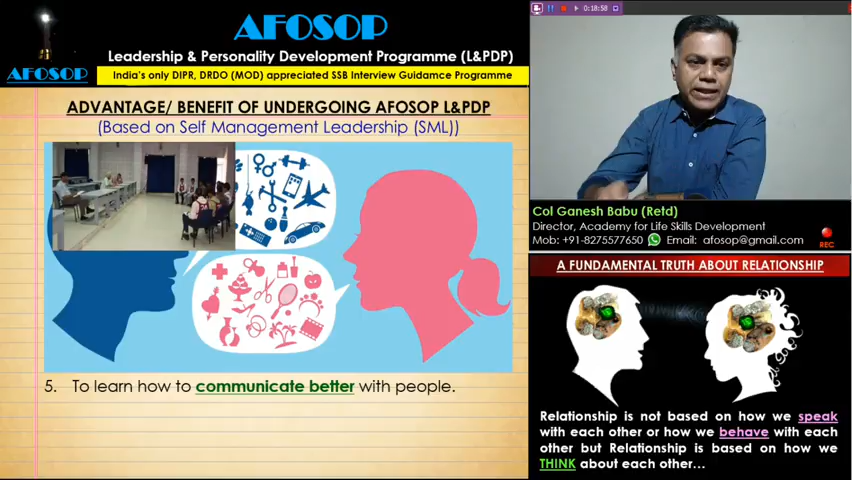 AFOSOP
AFOSOP
Leadership & Personality Development Programme (L&PDP)
India's only DIPR, DRDO (MOD) appreciated SSB Interview Guidamce Programme
ADVANTAGE/ BENEFIT OF UNDERGOING AFOSOP L&PDP
(Based on Self Management Leadership (SML))
5. To learn how to communicate better with people.
0:18:58
Col Ganesh Babu (Retd)
Director, Academy for Life Skills Development
Mob: +91-8275577650 Email: afosop@gmail.com
REC
A FUNDAMENTAL TRUTH ABOUT RELATIONSHIP
Relationship is not based on how we speak
with each other or how we behave with each
other but Relationship is based on how we
THINK about each other...